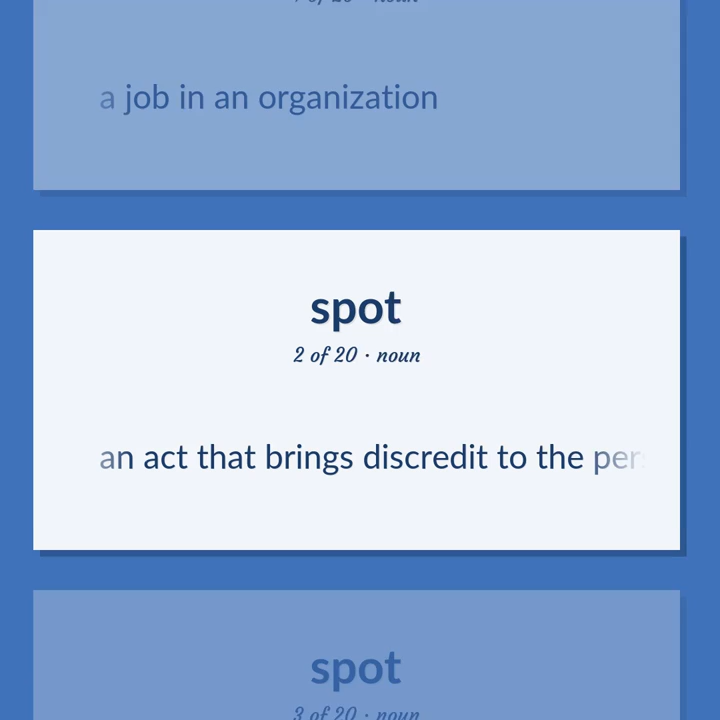 a job in an organization
spot
2 of 20 · noun
an act that brings discredit to the
spot
3 of 20 · noun